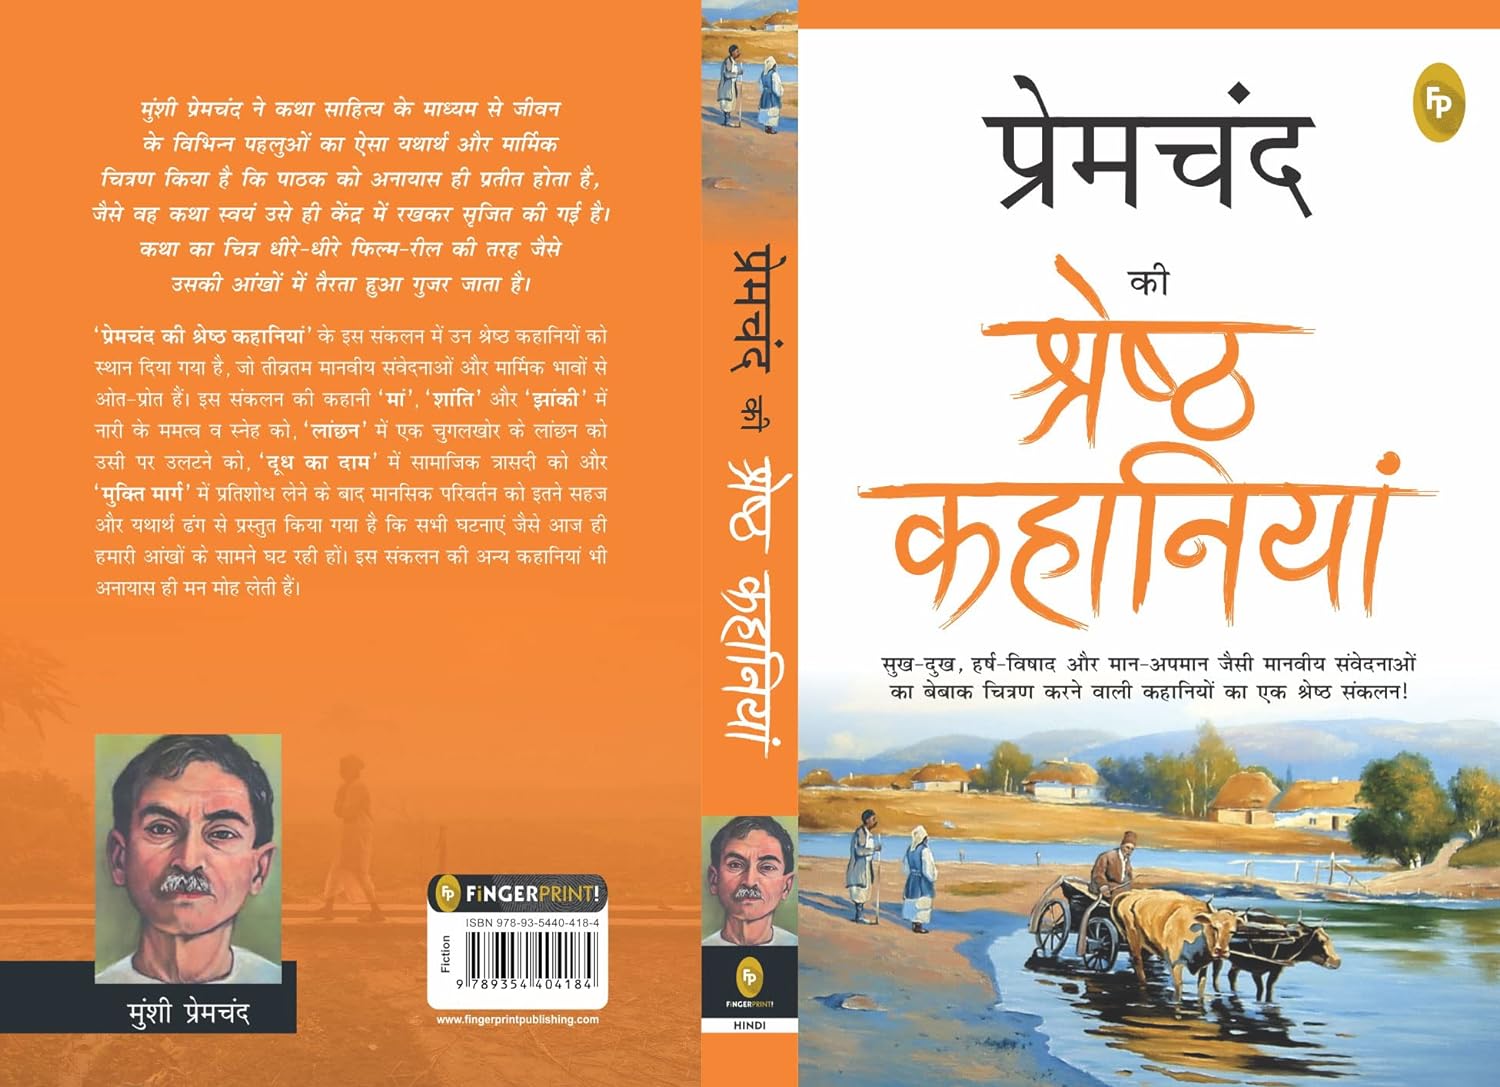 मुंशी प्रेमचंद ने कथा साहित्य के माध्यम से जीवन
के विभिन्न पहलुओं का ऐसा यथार्थ और मार्मिक
चित्रण किया है कि पाठक को अनायास ही प्रतीत होता है,
जैसे वह कथा स्वयं उसे ही केंद्र में रखकर सृजित की गई है।
कथा का चित्र धीरे-धीरे फिल्म-रील की तरह जैसे
उसकी आंखों में तैरता हुआ गुजर जाता है।
‘प्रेमचंद की श्रेष्ठ कहानियां’ के इस संकलन में उन श्रेष्ठ कहानियों को
स्थान दिया गया है, जो तीव्रतम मानवीय संवेदनाओं और मार्मिक भावों से
ओत-प्रोत हैं। इस संकलन की कहानी ‘मां’, ‘शांति’ और ‘झांकी’ में
नारी के ममत्व व स्नेह को, ‘लांछन’ में एक चुगलखोर के लांछन को
उसी पर उलटने को, ‘दूध का दाम’ में सामाजिक त्रासदी को और
‘मुक्ति मार्ग’ में प्रतिशोध लेने के बाद मानसिक परिवर्तन को इतने सहज
और यथार्थ ढंग से प्रस्तुत किया गया है कि सभी घटनाएं जैसे आज ही
हमारी आंखों के सामने घट रही हों। इस संकलन की अन्य कहानियां भी
अनायास ही मन मोह लेती हैं।
मुंशी प्रेमचंद
FP FiNGERPRINT!
ISBN 978-93-5440-418-4
Fiction
9 789354 404184
www.fingerprintpublishing.com
प्रेमचंद की श्रेष्ठ कहानियां
FP
FiNGERPRINT!
HINDI
FP
प्रेमचंद
की
श्रेष्ठ
कहानियां
सुख-दुख, हर्ष-विषाद और मान-अपमान जैसी मानवीय संवेदनाओं
का बेबाक चित्रण करने वाली कहानियों का एक श्रेष्ठ संकलन!